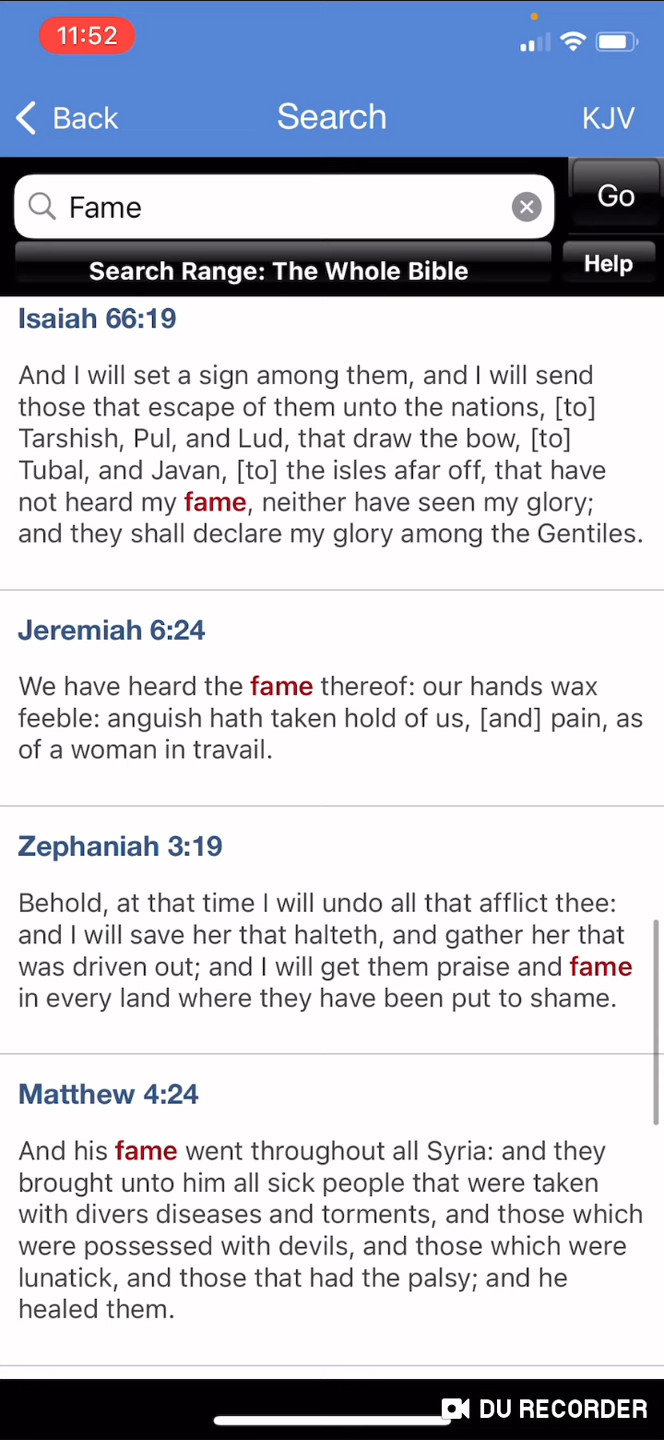 11:52
Back
Search
KJV
Fame
Go
Search Range: The Whole Bible
Help
Isaiah 66:19
And I will set a sign among them, and I will send
those that escape of them unto the nations, [to]
Tarshish, Pul, and Lud, that draw the bow, [to]
Tubal, and Javan, [to] the isles afar off, that have
not heard my fame, neither have seen my glory;
and they shall declare my glory among the Gentiles.
Jeremiah 6:24
We have heard the fame thereof: our hands wax
feeble: anguish hath taken hold of us, [and] pain, as
of a woman in travail.
Zephaniah 3:19
Behold, at that time I will undo all that afflict thee:
and I will save her that halteth, and gather her that
was driven out; and I will get them praise and fame
in every land where they have been put to shame.
Matthew 4:24
And his fame went throughout all Syria: and they
brought unto him all sick people that were taken
with divers diseases and torments, and those which
were possessed with devils, and those which were
lunatick, and those that had the palsy; and he
healed them.
DU RECORDER